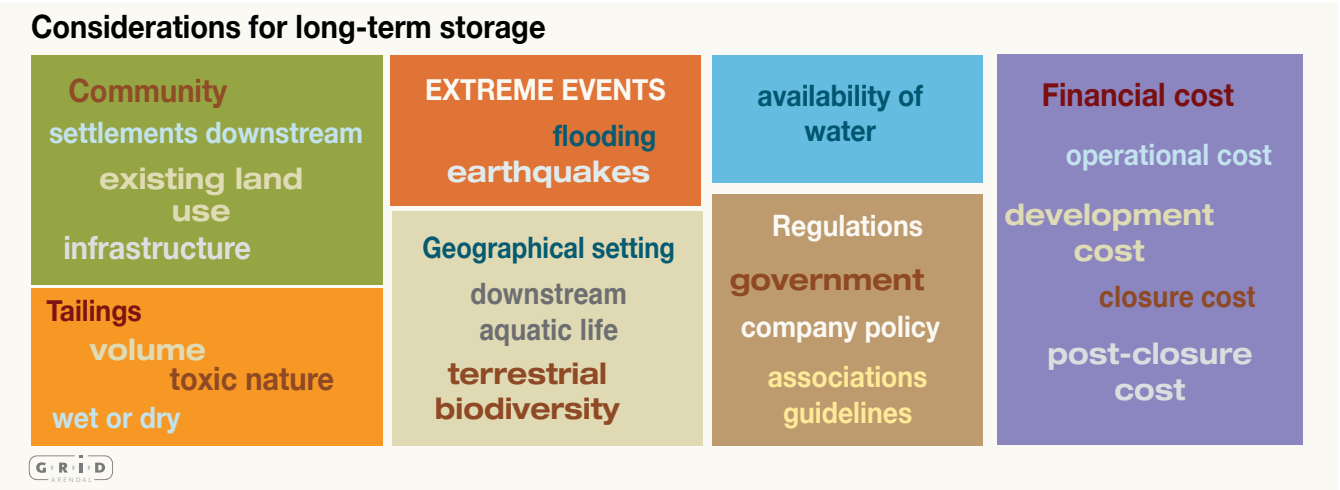 Considerations for long-term storage
Community
settlements downstream
existing land
use
infrastructure
Tailings
volume
toxic nature
wet or dry
EXTREME EVENTS
flooding
earthquakes
Geographical setting
downstream
aquatic life
terrestrial
biodiversity
availability of
water
Regulations
government
company policy
associations
guidelines
Financial cost
operational cost
development
cost
closure cost
post-closure
cost
GRID
ARENDAL